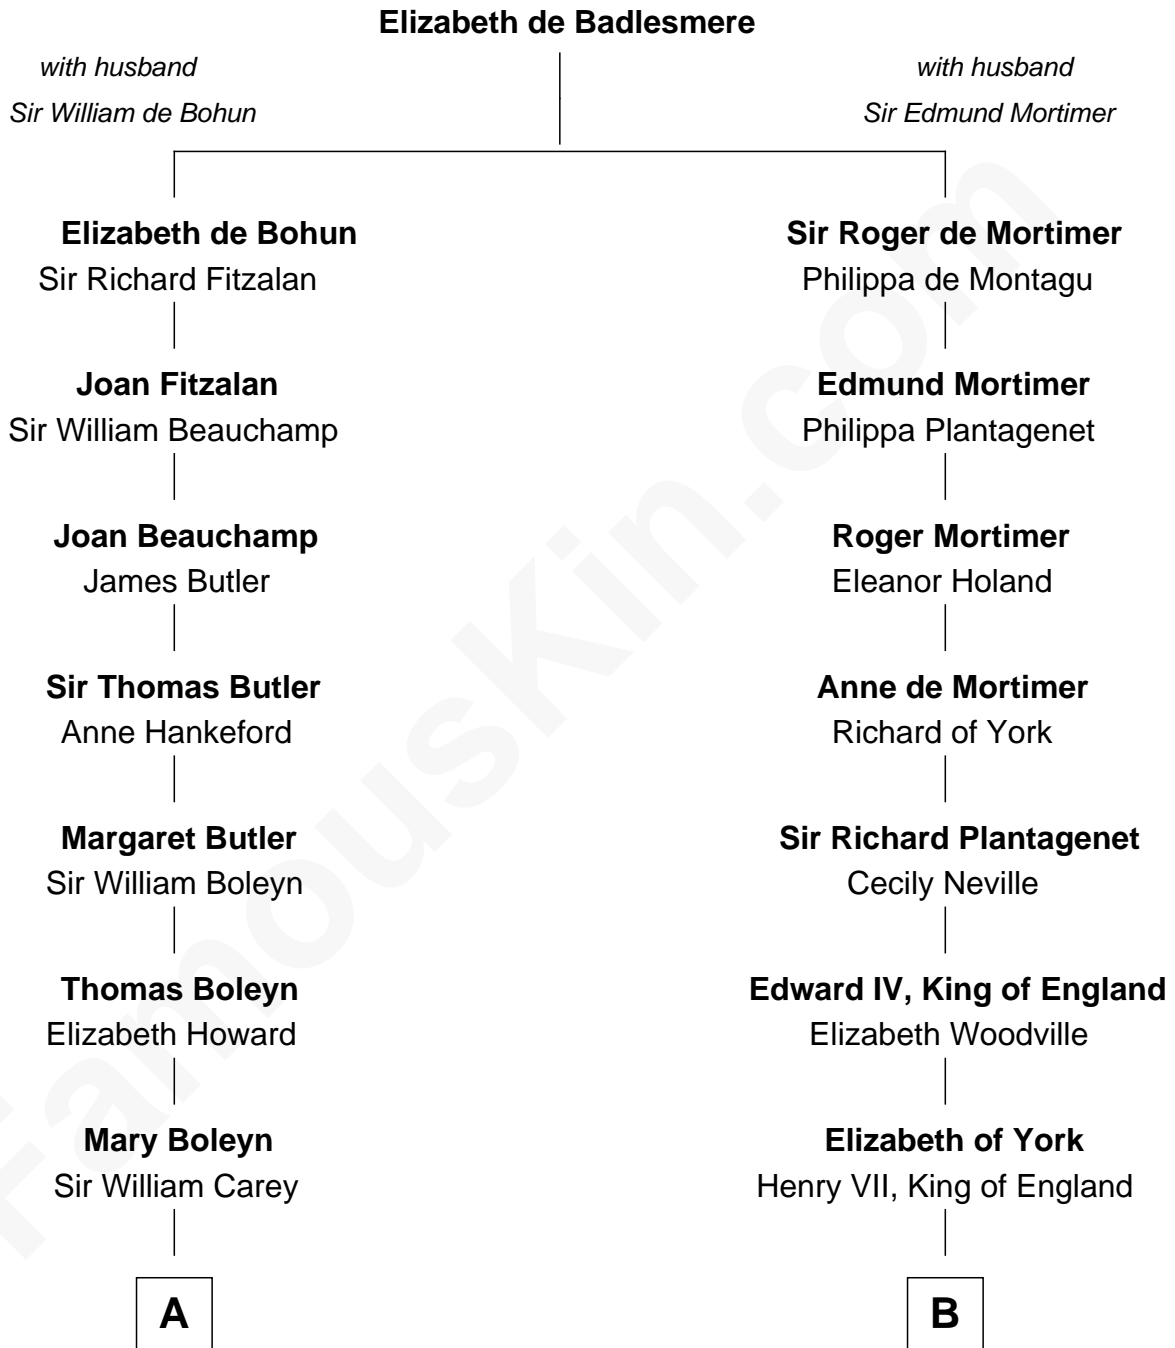 Elizabeth de Badlesmere
with husband
Sir William de Bohun
with husband
Sir Edmund Mortimer
Elizabeth de Bohun
Sir Richard Fitzalan
Sir Roger de Mortimer
Philippa de Montagu
Joan Fitzalan
Sir William Beauchamp
Edmund Mortimer
Philippa Plantagenet
Joan Beauchamp
James Butler
Roger Mortimer
Eleanor Holand
Sir Thomas Butler
Anne Hankeford
Anne de Mortimer
Richard of York
Margaret Butler
Sir William Boleyn
Sir Richard Plantagenet
Cecily Neville
Thomas Boleyn
Elizabeth Howard
Edward IV, King of England
Elizabeth Woodville
Mary Boleyn
Sir William Carey
Elizabeth of York
Henry VII, King of England
A
B
FamousKin.com